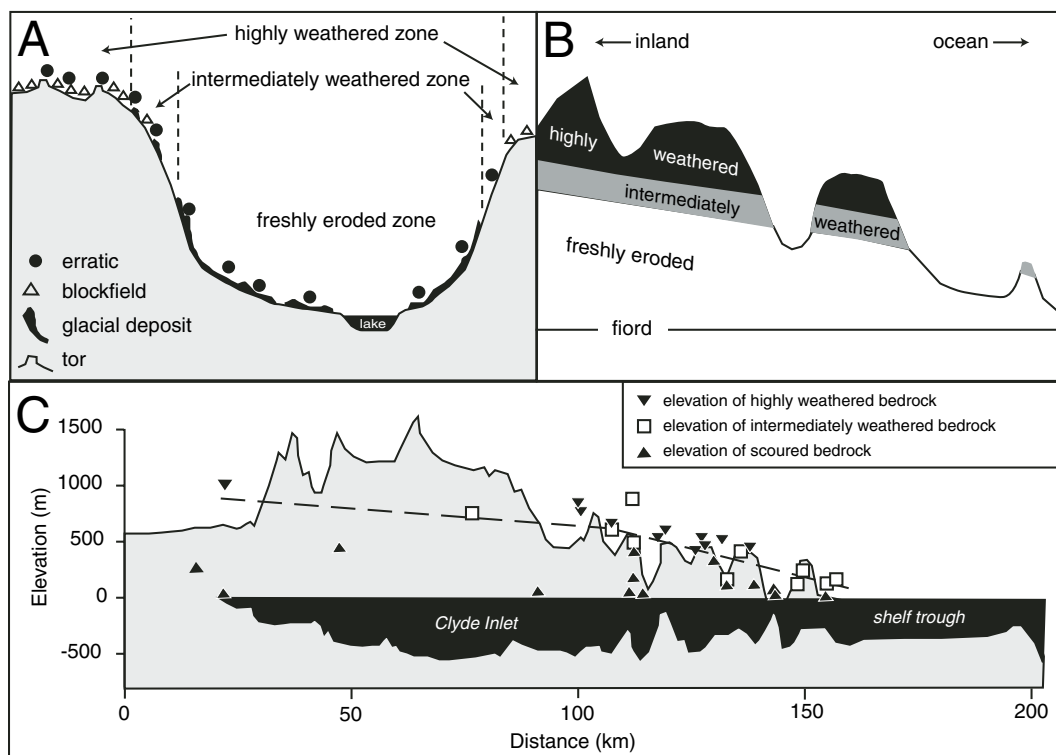 A
highly weathered zone
intermediately weathered zone
freshly eroded zone
erratic
blockfield
glacial deposit
tor
lake
B
inland
ocean
highly
weathered
intermediately
weathered
freshly eroded
fiord
C
elevation of highly weathered bedrock
elevation of intermediately weathered bedrock
elevation of scoured bedrock
1500
1000
500
0
-500
Elevation (m)
Clyde Inlet
shelf trough
0
50
100
150
200
Distance (km)